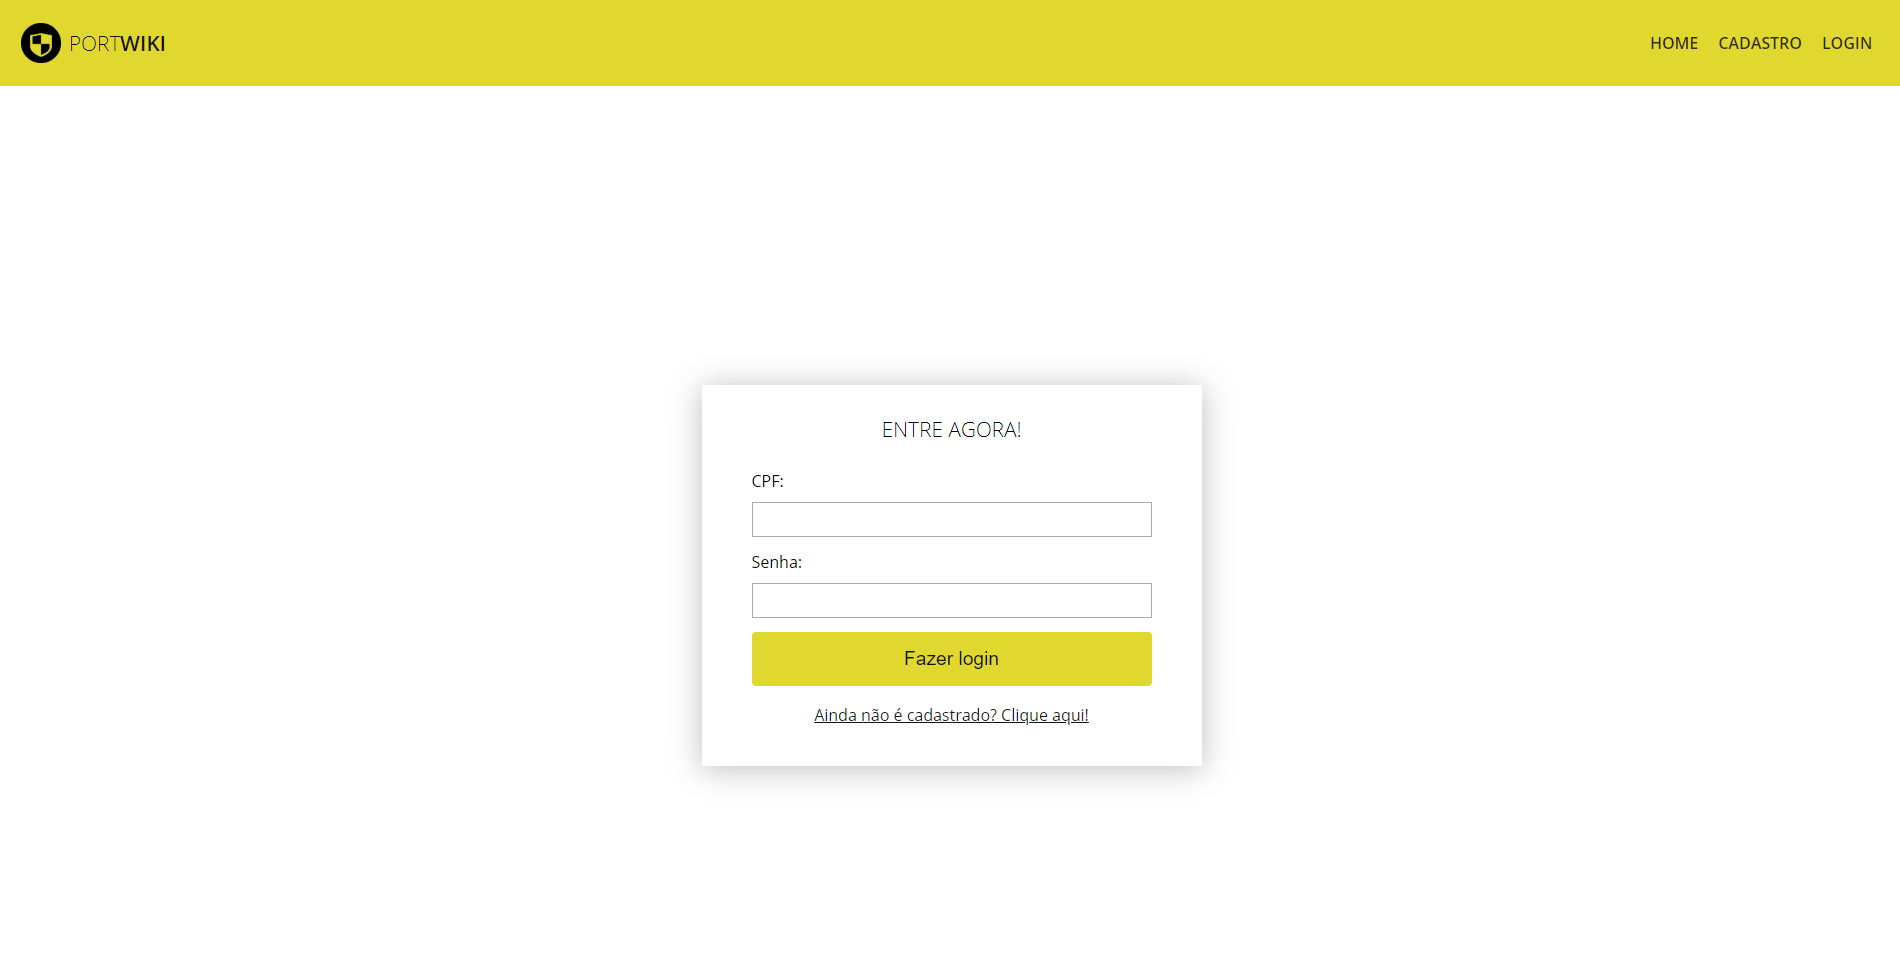 PORTWIKI
HOME CADASTRO LOGIN
ENTRE AGORA!
CPF:
Senha:
Fazer login
Ainda não é cadastrado? Clique aqui!